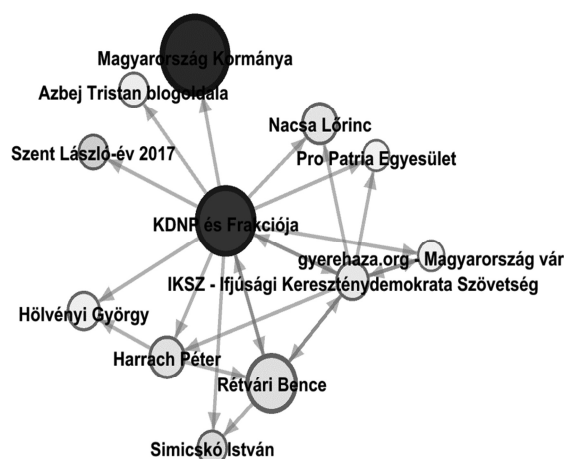 Magyarország Kormánya
Azbej Tristan blogoldala
Nacsa Lőrinc
Szent László-év 2017
Pro Patria Egyesület
KDNP és Frakciója
gyerehaza.org - Magyarország vár
IKSZ - Ifjúsági Kereszténydemokrata Szövetség
Hölvényi György
Harrach Péter
Rétvári Bence
Simicskó István